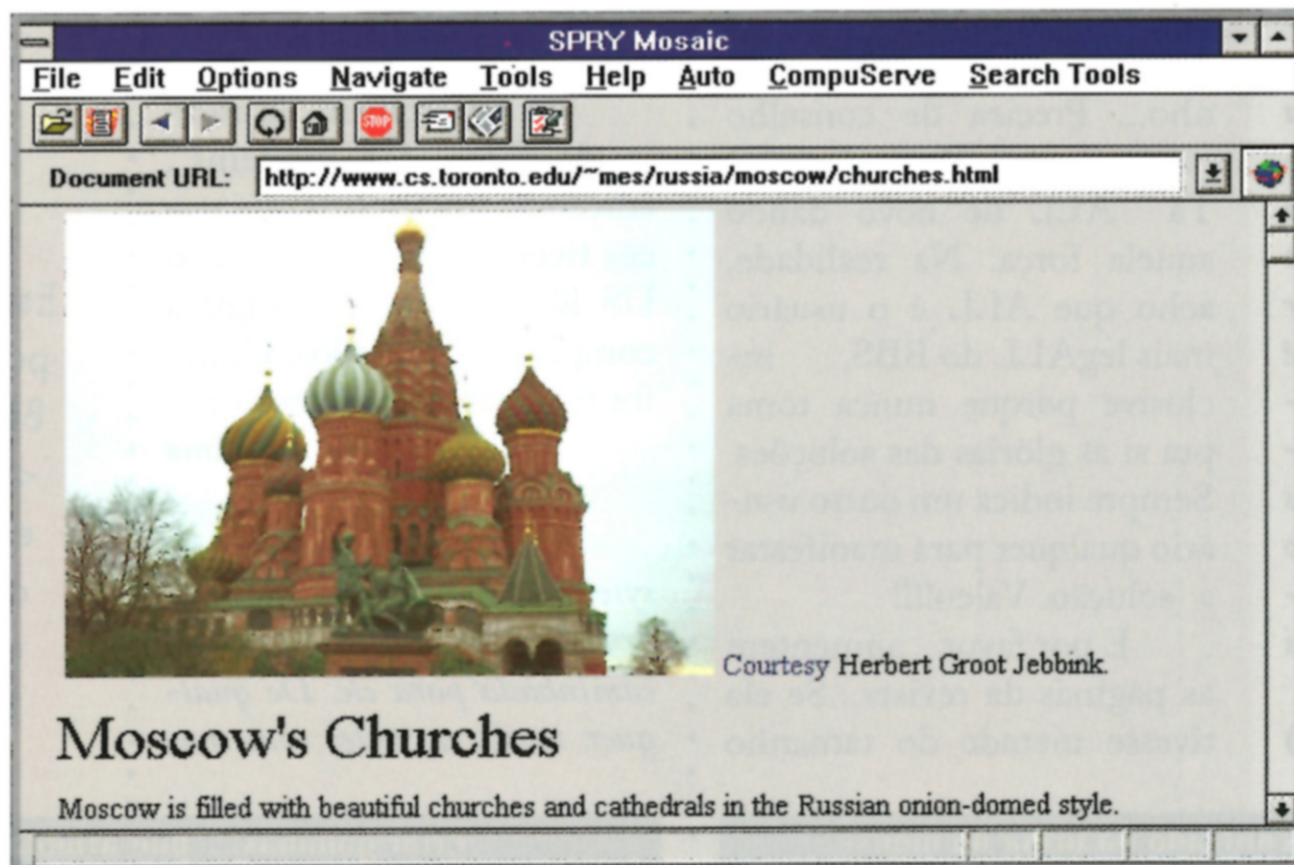 SPRY Mosaic
File Edit Options Navigate Tools Help Auto CompuServe Search Tools
STOP
Document URL: http://www.cs.toronto.edu/~mes/russia/moscow/churches.html
Courtesy Herbert Groot Jebbink.
Moscow's Churches
Moscow is filled with beautiful churches and cathedrals in the Russian onion-domed style.